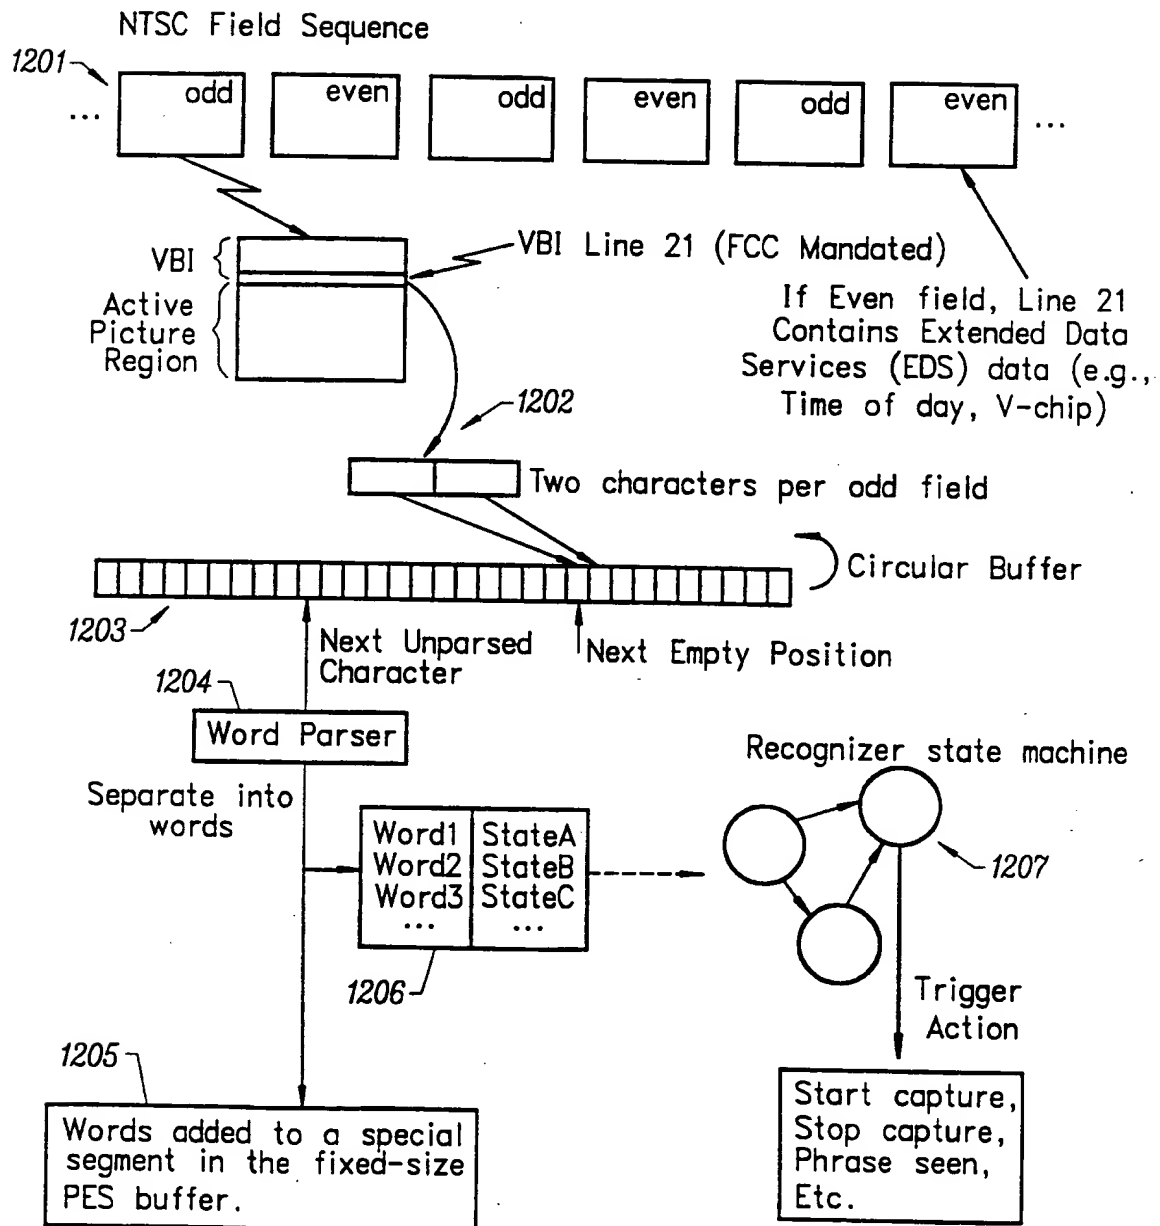 NTSC Field Sequence
1201
... odd even odd even odd even ...
VBI
VBI Line 21 (FCC Mandated)
Active
Picture
Region
If Even field, Line 21
Contains Extended Data
Services (EDS) data (e.g.,
Time of day, V-chip)
1202
Two characters per odd field
Circular Buffer
1203
Next Unparsed
Character
Next Empty Position
1204
Word Parser
Recognizer state machine
Separate into
words
Word1 StateA
Word2 StateB
Word3 StateC
... ...
1207
1206
Trigger
Action
1205
Words added to a special
segment in the fixed-size
PES buffer.
Start capture,
Stop capture,
Phrase seen,
Etc.